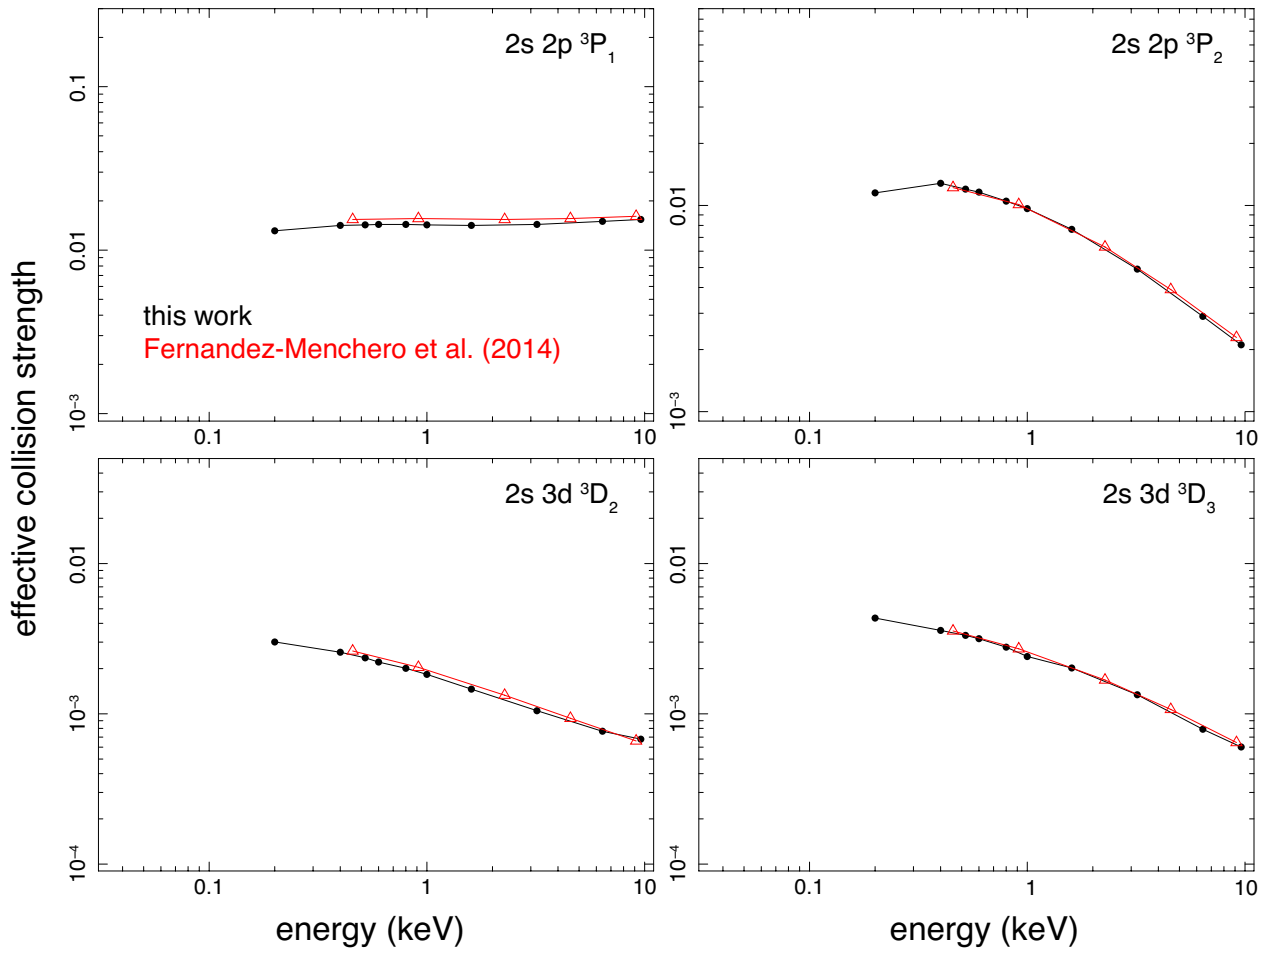 2s 2p ³P₁
0.1
0.01
10⁻³
this work
Fernandez-Menchero et al. (2014)
0.1 1 10
2s 2p ³P₂
0.01
10⁻³
0.1 1 10
effective collision strength
2s 3d ³D₂
0.01
10⁻³
10⁻⁴
0.1 1 10
energy (keV)
2s 3d ³D₃
0.01
10⁻³
10⁻⁴
0.1 1 10
energy (keV)